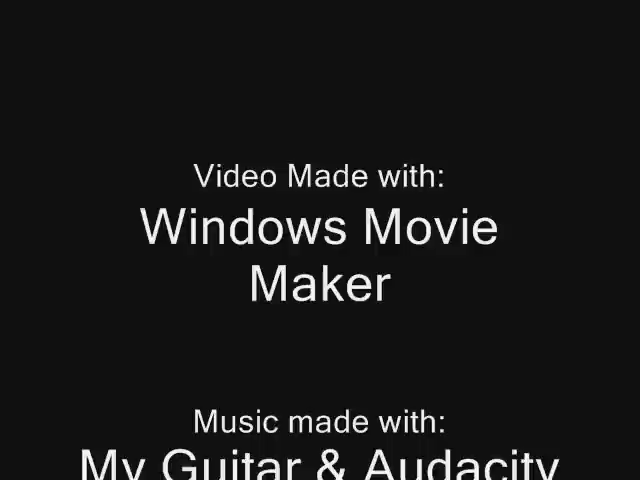 Video Made with:
Windows Movie
Maker
Music made with:
My Guitar & Audacity